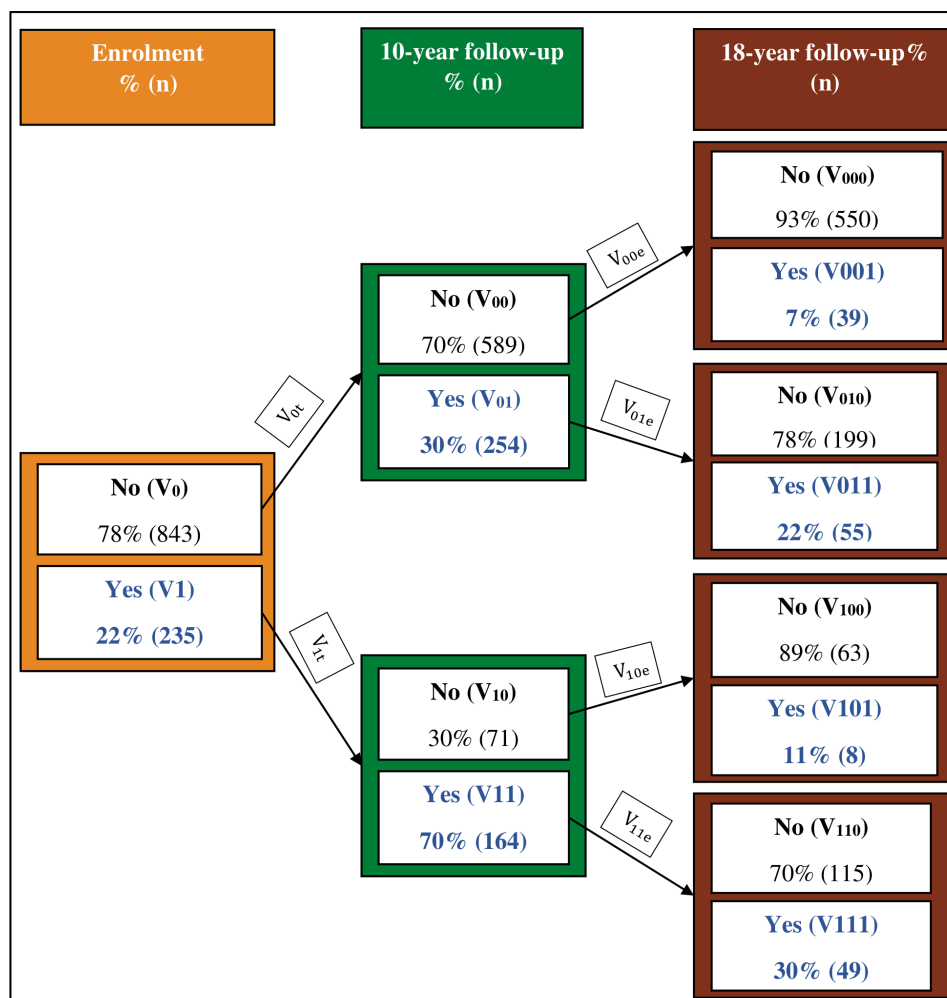 Enrolment
% (n)
10-year follow-up
% (n)
18-year follow-up%
(n)
No (V₀)
78% (843)
Yes (V1)
22% (235)
V₀ₜ
V₁ₜ
No (V₀₀)
70% (589)
Yes (V₀₁)
30% (254)
No (V₁₀)
30% (71)
Yes (V11)
70% (164)
V₀₀ₑ
V₀₁ₑ
V₁₀ₑ
V₁₁ₑ
No (V₀₀₀)
93% (550)
Yes (V001)
7% (39)
No (V₀₁₀)
78% (199)
Yes (V011)
22% (55)
No (V₁₀₀)
89% (63)
Yes (V101)
11% (8)
No (V₁₁₀)
70% (115)
Yes (V111)
30% (49)